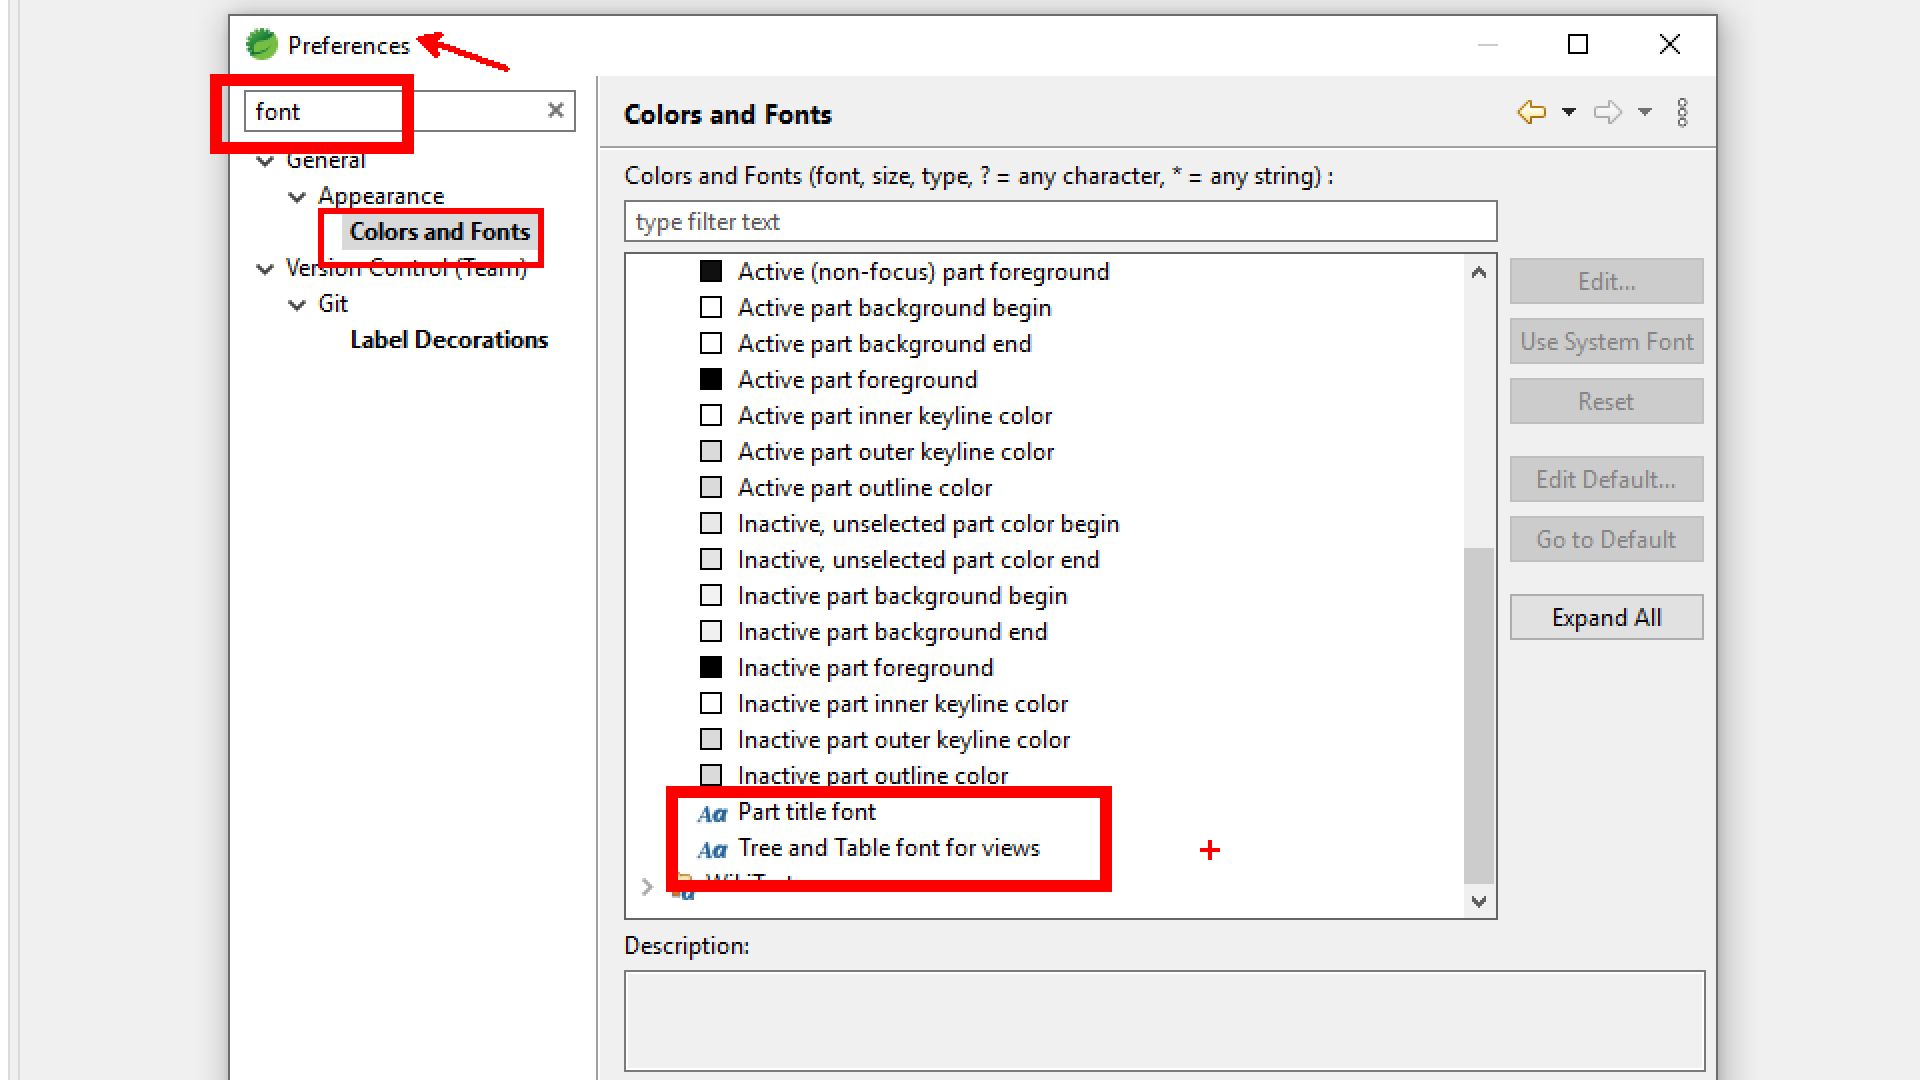 Preferences
font
General
Appearance
Colors and Fonts
Version Control (Team)
Git
Label Decorations
Colors and Fonts
Colors and Fonts (font, size, type, ? = any character, * = any string) :
type filter text
Active (non-focus) part foreground
Active part background begin
Active part background end
Active part foreground
Active part inner keyline color
Active part outer keyline color
Active part outline color
Inactive, unselected part color begin
Inactive, unselected part color end
Inactive part background begin
Inactive part background end
Inactive part foreground
Inactive part inner keyline color
Inactive part outer keyline color
Inactive part outline color
Aa Part title font
Aa Tree and Table font for views
WikiText
Edit...
Use System Font
Reset
Edit Default...
Go to Default
Expand All
Description: